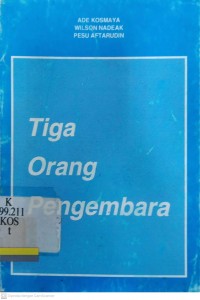 ADE KOSMAYA
WILSON NADEAK
PESU AFTARUDIN
Tiga
Orang
Pengembara
K
99.211
KOS
t